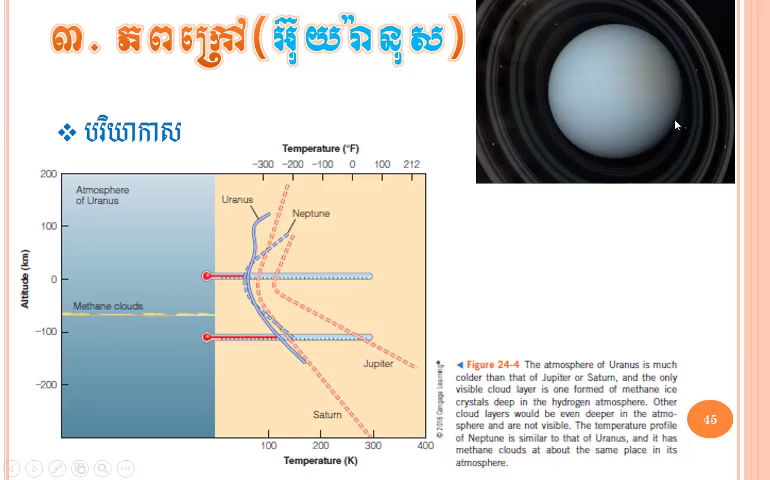 ៣. ភពក្រៅ(អ៊ុយរ៉ានុស)
❖ បរិយាកាស
Temperature (°F)
−300 −200 −100 0 100 212
200
Atmosphere
of Uranus
Uranus
Neptune
100
Altitude (km)
0
Methane clouds
−100
Jupiter
−200
Saturn
100 200 300 400
Temperature (K)
© 2016 Cengage Learning®
◀ Figure 24-4 The atmosphere of Uranus is much
colder than that of Jupiter or Saturn, and the only
visible cloud layer is one formed of methane ice
crystals deep in the hydrogen atmosphere. Other
cloud layers would be even deeper in the atmo-
sphere and are not visible. The temperature profile
of Neptune is similar to that of Uranus, and it has
methane clouds at about the same place in its
atmosphere.
45